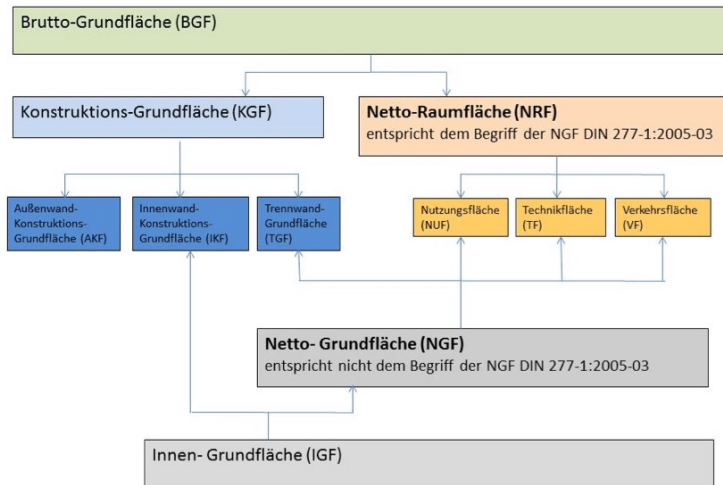 Brutto-Grundfläche (BGF)
Konstruktions-Grundfläche (KGF)
Netto-Raumfläche (NRF)
entspricht dem Begriff der NGF DIN 277-1:2005-03
Außenwand-
Konstruktions-
Grundfläche (AKF)
Innenwand-
Konstruktions-
Grundfläche (IKF)
Trennwand-
Grundfläche
(TGF)
Nutzungsfläche
(NUF)
Technikfläche
(TF)
Verkehrsfläche
(VF)
Netto- Grundfläche (NGF)
entspricht nicht dem Begriff der NGF DIN 277-1:2005-03
Innen- Grundfläche (IGF)